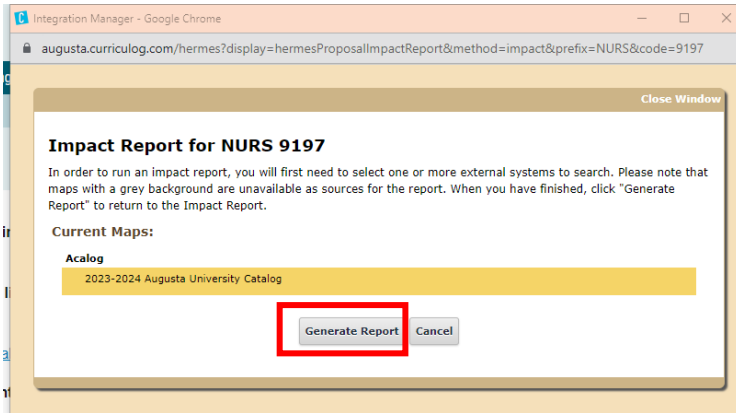 Integration Manager - Google Chrome
augusta.curriculog.com/hermes?display=hermesProposalImpactReport&method=impact&prefix=NURS&code=9197
Close Window
Impact Report for NURS 9197
In order to run an impact report, you will first need to select one or more external systems to search. Please note that
maps with a grey background are unavailable as sources for the report. When you have finished, click "Generate
Report" to return to the Impact Report.
Current Maps:
Acalog
2023-2024 Augusta University Catalog
Generate Report Cancel